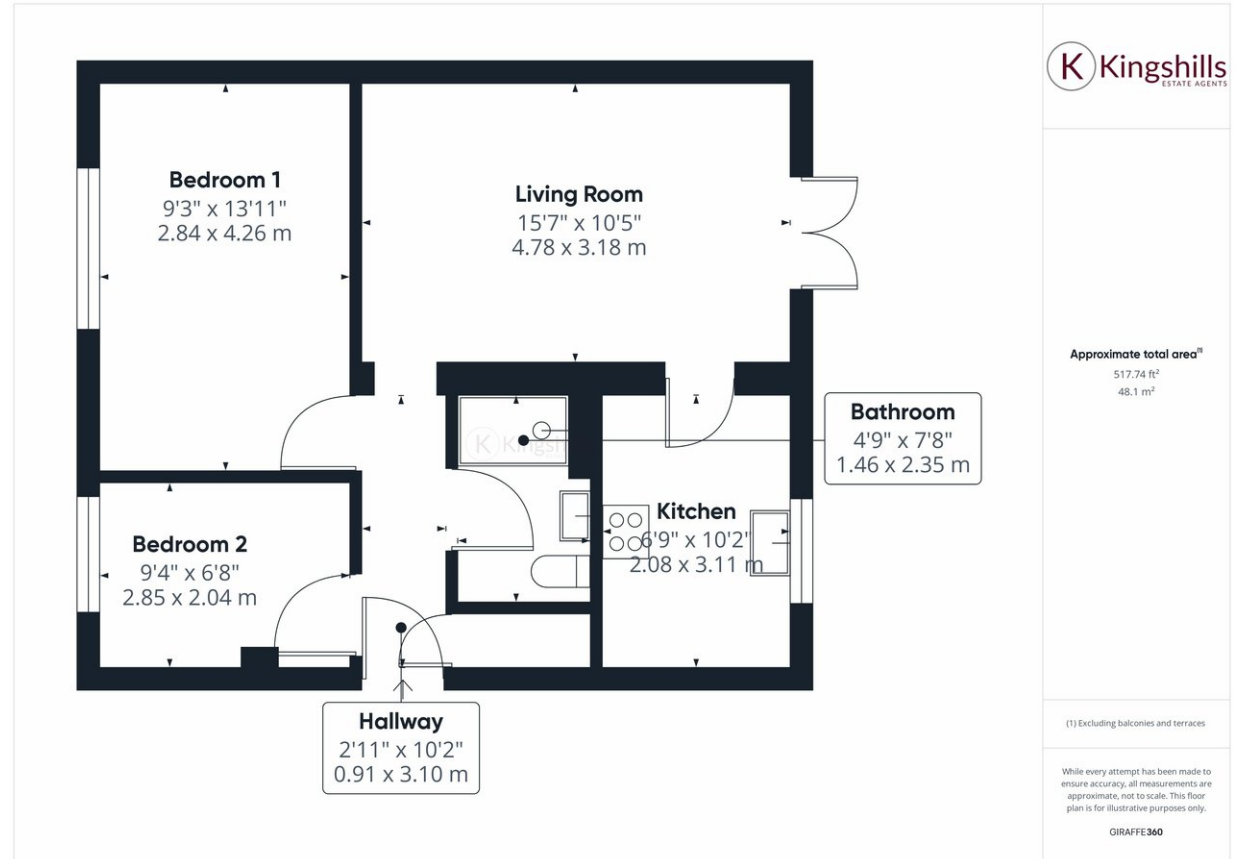 Bedroom 1
9'3" x 13'11"
2.84 x 4.26 m
Living Room
15'7" x 10'5"
4.78 x 3.18 m
Bathroom
4'9" x 7'8"
1.46 x 2.35 m
K Kingshills
Kitchen
6'9" x 10'2"
2.08 x 3.11 m
Bedroom 2
9'4" x 6'8"
2.85 x 2.04 m
Hallway
2'11" x 10'2"
0.91 x 3.10 m
K Kingshills
ESTATE AGENTS
Approximate total area⁽¹⁾
517.74 ft²
48.1 m²
(1) Excluding balconies and terraces
While every attempt has been made to
ensure accuracy, all measurements are
approximate, not to scale. This floor
plan is for illustrative purposes only.
GIRAFFE360